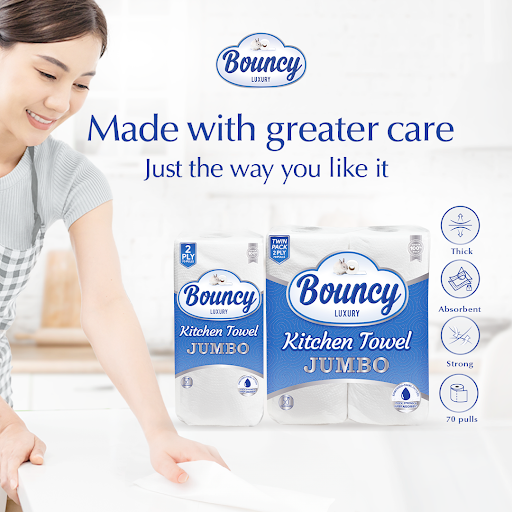 Bouncy
LUXURY
Made with greater care
Just the way you like it
2
PLY
Bouncy
LUXURY
Kitchen Towel
JUMBO
TWIN
PACK
2 PLY
Bouncy
LUXURY
Kitchen Towel
JUMBO
Thick
Absorbent
Strong
70 pulls